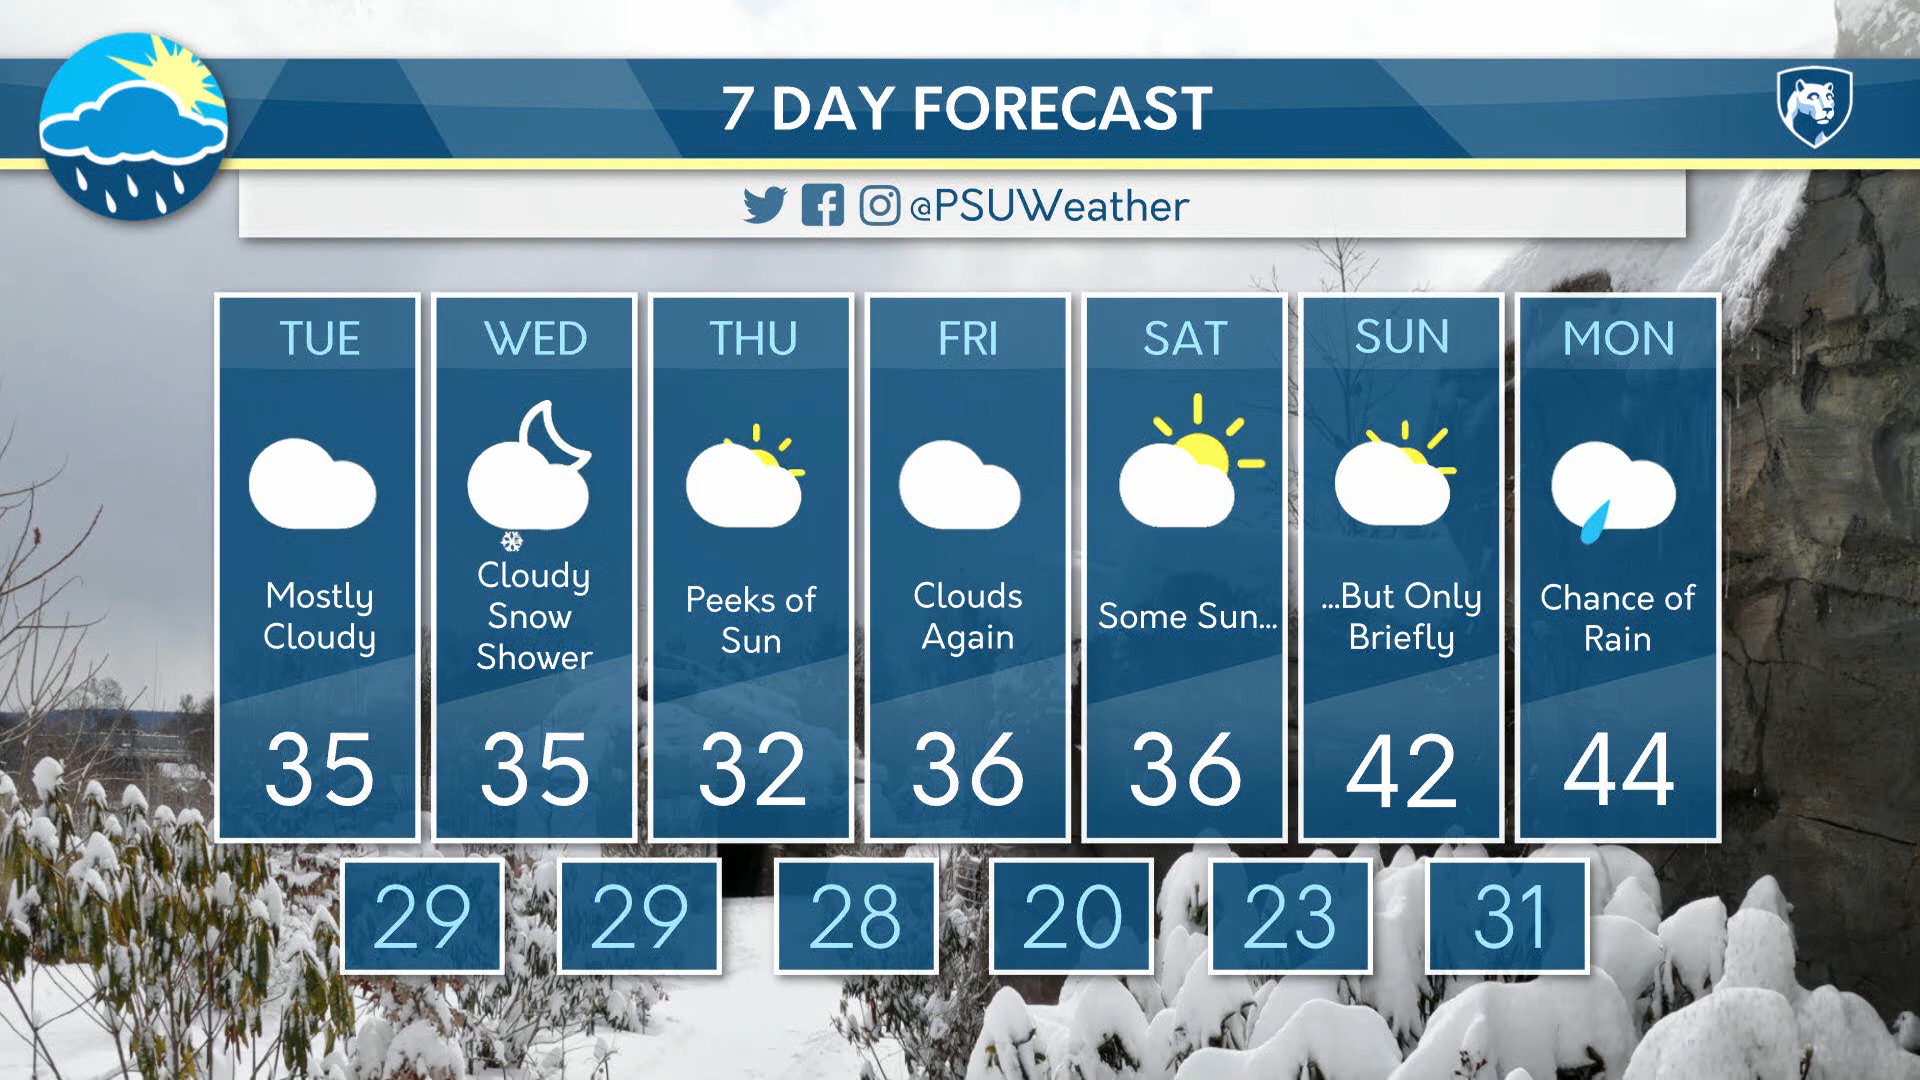 7 DAY FORECAST
@PSUWeather
TUE
Mostly
Cloudy
35
WED
Cloudy
Snow
Shower
35
THU
Peeks of
Sun
32
FRI
Clouds
Again
36
SAT
Some Sun...
36
SUN
...But Only
Briefly
42
MON
Chance of
Rain
44
29
29
28
20
23
31